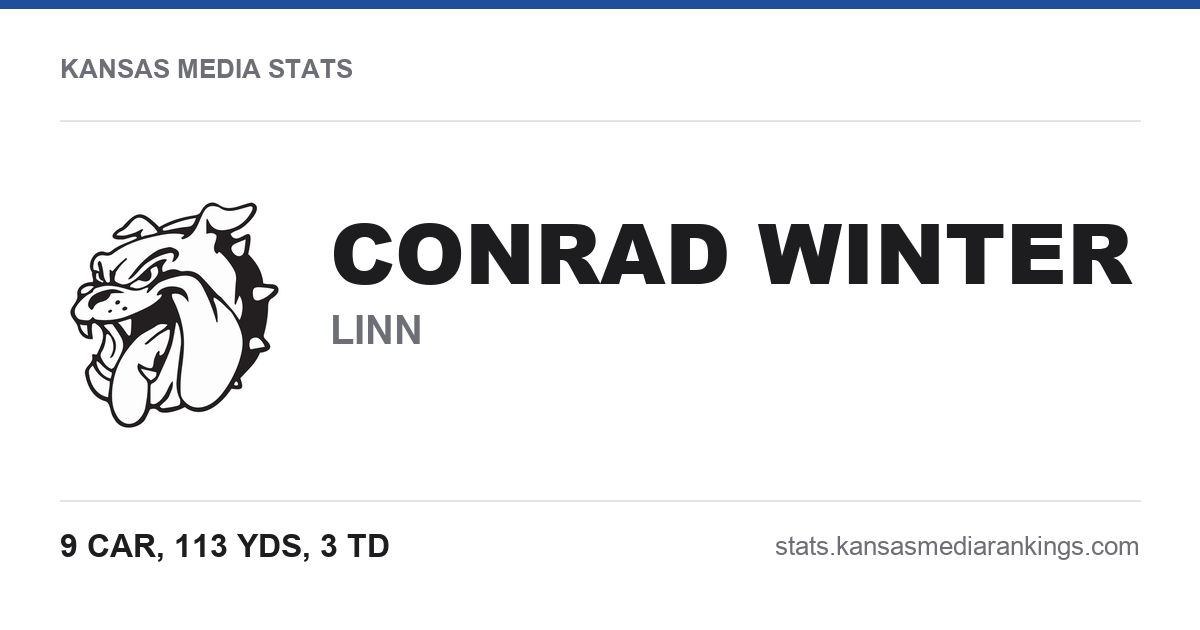 KANSAS MEDIA STATS
CONRAD WINTER
LINN
9 CAR, 113 YDS, 3 TD
stats.kansasmediarankings.com